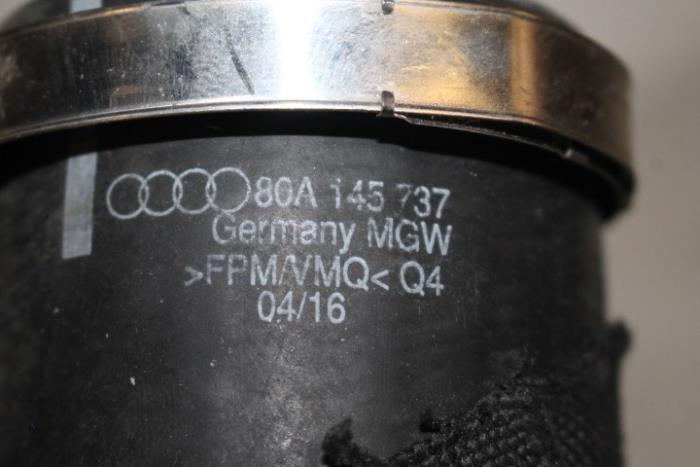 80A 145 737
Germany MGW
>FPM/VMQ< Q4
04/16